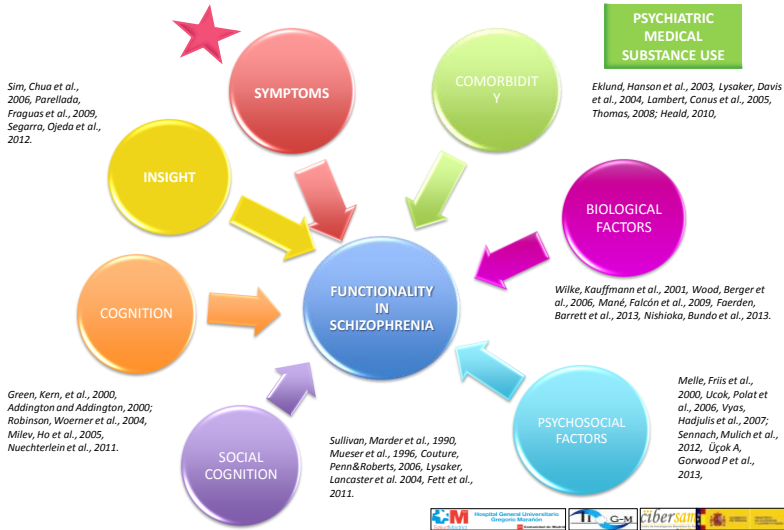 PSYCHIATRIC
MEDICAL
SUBSTANCE USE
SYMPTOMS
COMORBIDIT
Y
Sim, Chua et al.,
2006, Parellada,
Fraguas et al., 2009,
Segarra, Ojeda et al.,
2012.
Eklund, Hanson et al., 2003, Lysaker, Davis
et al., 2004, Lambert, Conus et al., 2005,
Thomas, 2008; Heald, 2010,
INSIGHT
BIOLOGICAL
FACTORS
FUNCTIONALITY
IN
SCHIZOPHRENIA
Wilke, Kauffmann et al., 2001, Wood, Berger et
al., 2006, Mané, Falcón et al., 2009, Faerden,
Barrett et al., 2013, Nishioka, Bundo et al., 2013.
COGNITION
Green, Kern, et al., 2000,
Addington and Addington, 2000;
Robinson, Woerner et al., 2004,
Milev, Ho et al., 2005,
Nuechterlein et al., 2011.
SOCIAL
COGNITION
Sullivan, Marder et al., 1990,
Mueser et al., 1996, Couture,
Penn&Roberts, 2006, Lysaker,
Lancaster et al. 2004, Fett et al.,
2011.
PSYCHOSOCIAL
FACTORS
Melle, Friis et al.,
2000, Ucok, Polat et
al., 2006, Vyas,
Hadjulis et al., 2007;
Sennach, Mulich et al.,
2012, Üçok A,
Gorwood P et al.,
2013,
Hospital General Universitario
Gregorio Marañón
SaludMadrid
Comunidad de Madrid
G-M
cibersam